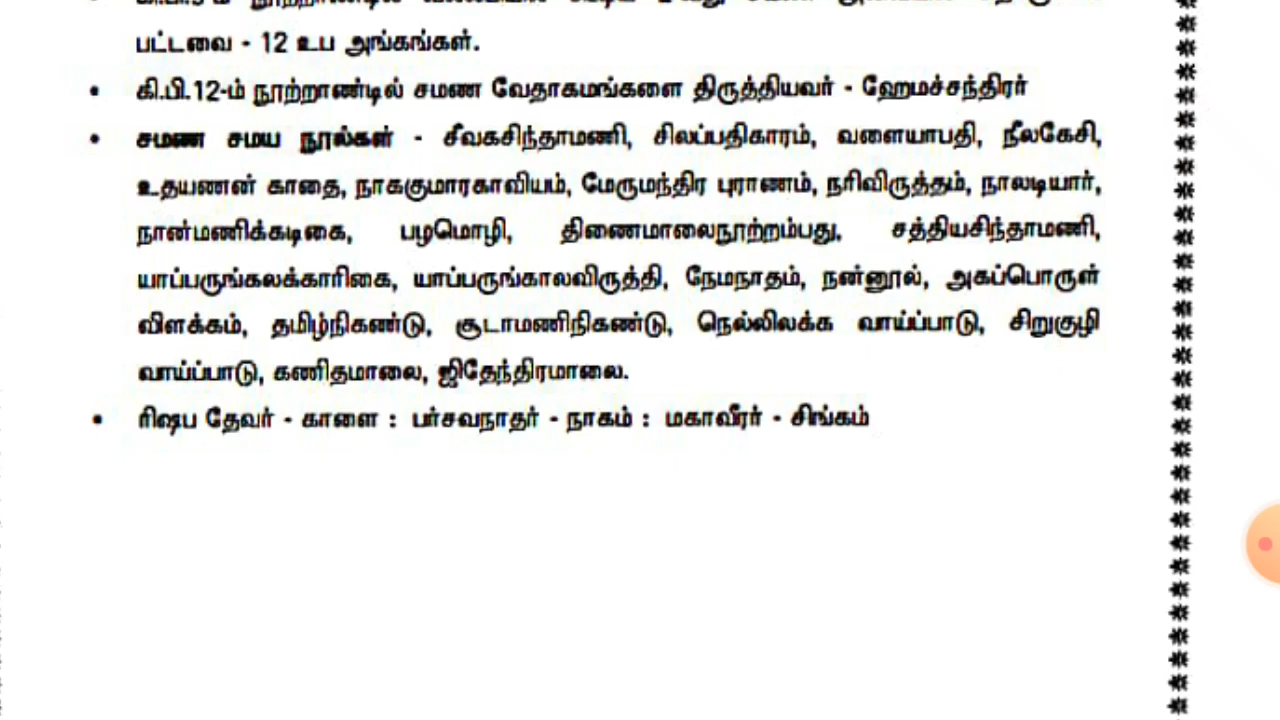 பட்டவை - 12 உப அங்கங்கள்.
• கி.பி.12-ம் நூற்றாண்டில் சமண வேதாகமங்களை திருத்தியவர் - ஹேமச்சந்திரர்
• சமண சமய நூல்கள் - சீவகசிந்தாமணி, சிலப்பதிகாரம், வளையாபதி, நீலகேசி,
உதயணன் காதை, நாககுமாரகாவியம், மேருமந்திர புராணம், நரிவிருத்தம், நாலடியார்,
நான்மணிக்கடிகை, பழமொழி, திணைமாலைநூற்றம்பது, சத்தியசிந்தாமணி,
யாப்பருங்கலக்காரிகை, யாப்பருங்காலவிருத்தி, நேமநாதம், நன்னூல், அகப்பொருள்
விளக்கம், தமிழ்நிகண்டு, சூடாமணிநிகண்டு, நெல்லிலக்க வாய்ப்பாடு, சிறுகுழி
வாய்ப்பாடு, கணிதமாலை, ஜிதேந்திரமாலை.
• ரிஷப தேவர் - காளை : பர்சவநாதர் - நாகம் : மகாவீரர் - சிங்கம்